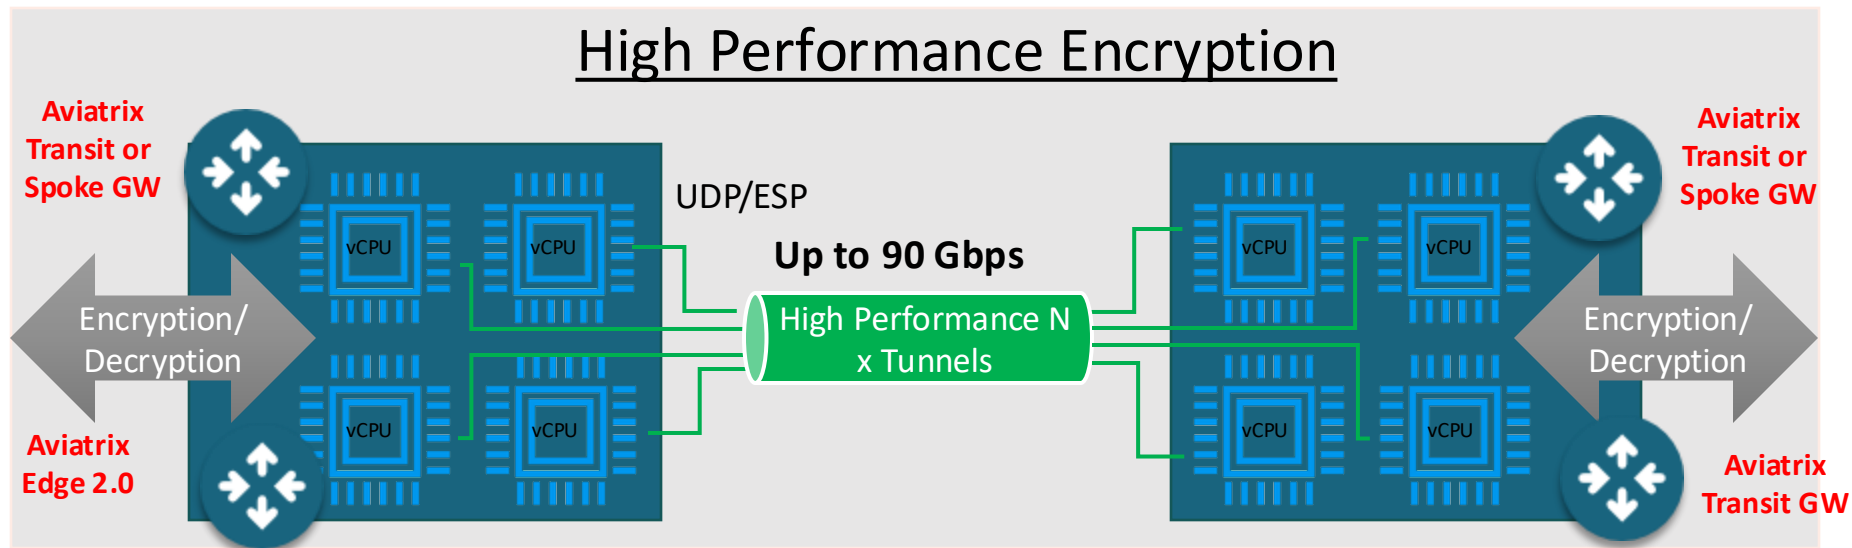 High Performance Encryption
Aviatrix
Transit or
Spoke GW
Aviatrix
Transit or
Spoke GW
UDP/ESP
vCPU
vCPU
vCPU
vCPU
Up to 90 Gbps
Encryption/
Decryption
High Performance N
x Tunnels
Encryption/
Decryption
vCPU
vCPU
vCPU
vCPU
Aviatrix
Edge 2.0
Aviatrix
Transit GW